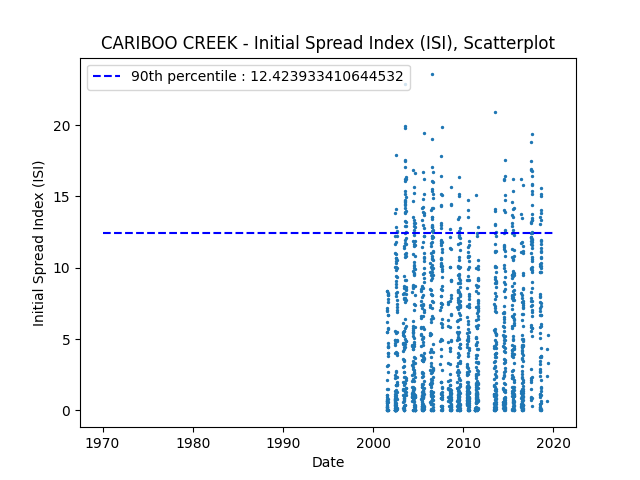 CARIBOO CREEK - Initial Spread Index (ISI), Scatterplot
90th percentile : 12.423933410644532
Initial Spread Index (ISI)
20
15
10
5
0
1970 1980 1990 2000 2010 2020
Date